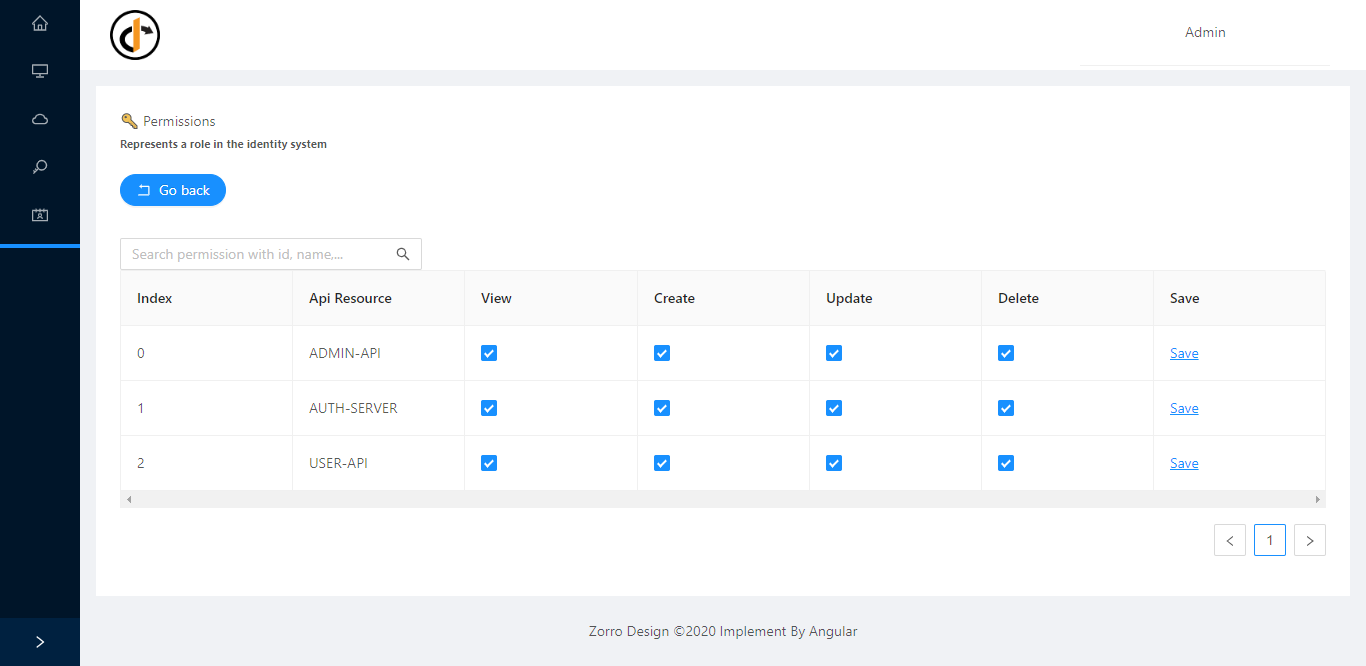 Admin
Permissions
Represents a role in the identity system
Go back
Search permission with id, name,...
Index Api Resource View Create Update Delete Save
0 ADMIN-API Save
1 AUTH-SERVER Save
2 USER-API Save
1
Zorro Design ©2020 Implement By Angular